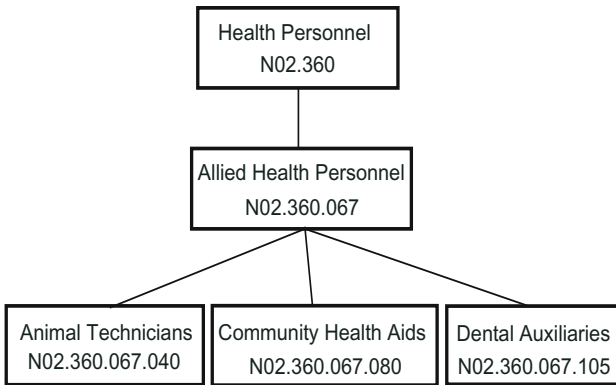 Health Personnel
N02.360
Allied Health Personnel
N02.360.067
Animal Technicians
N02.360.067.040
Community Health Aids
N02.360.067.080
Dental Auxiliaries
N02.360.067.105